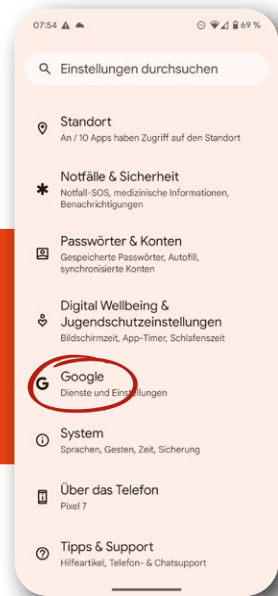 07:54
69 %
Einstellungen durchsuchen
Standort
An / 10 Apps haben Zugriff auf den Standort
Notfälle & Sicherheit
Notfall-SOS, medizinische Informationen,
Benachrichtigungen
Passwörter & Konten
Gespeicherte Passwörter, Autofill,
synchronisierte Konten
Digital Wellbeing &
Jugendschutzeinstellungen
Bildschirmzeit, App-Timer, Schlafenszeit
Google
Dienste und Einstellungen
System
Sprachen, Gesten, Zeit, Sicherung
Über das Telefon
Pixel 7
Tipps & Support
Hilfeartikel, Telefon- & Chatsupport